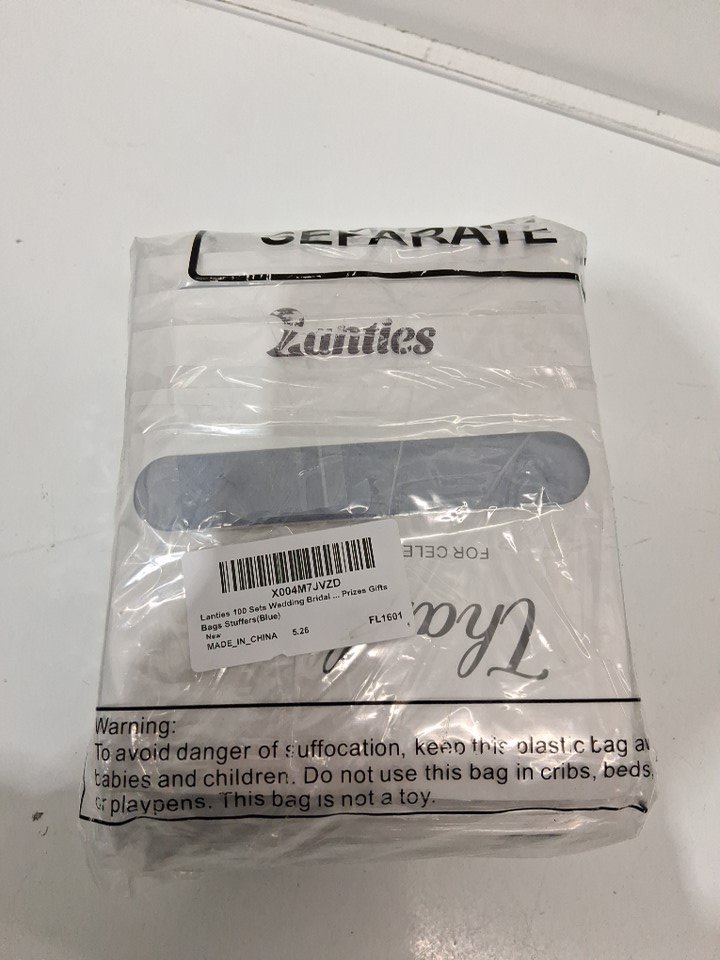 SEPARATE
Lanties
FOR CELE
X004M7JVZD
Lanties 100 Sets Wedding Bridal ... Prizes Gifts
Bags Stuffers(Blue)
New
MADE_IN_CHINA 5.26 FL1601
Tha
Warning:
To avoid danger of suffocation, keep this plastic bag
babies and children. Do not use this bag in cribs, beds,
or playpens. This bag is not a toy.